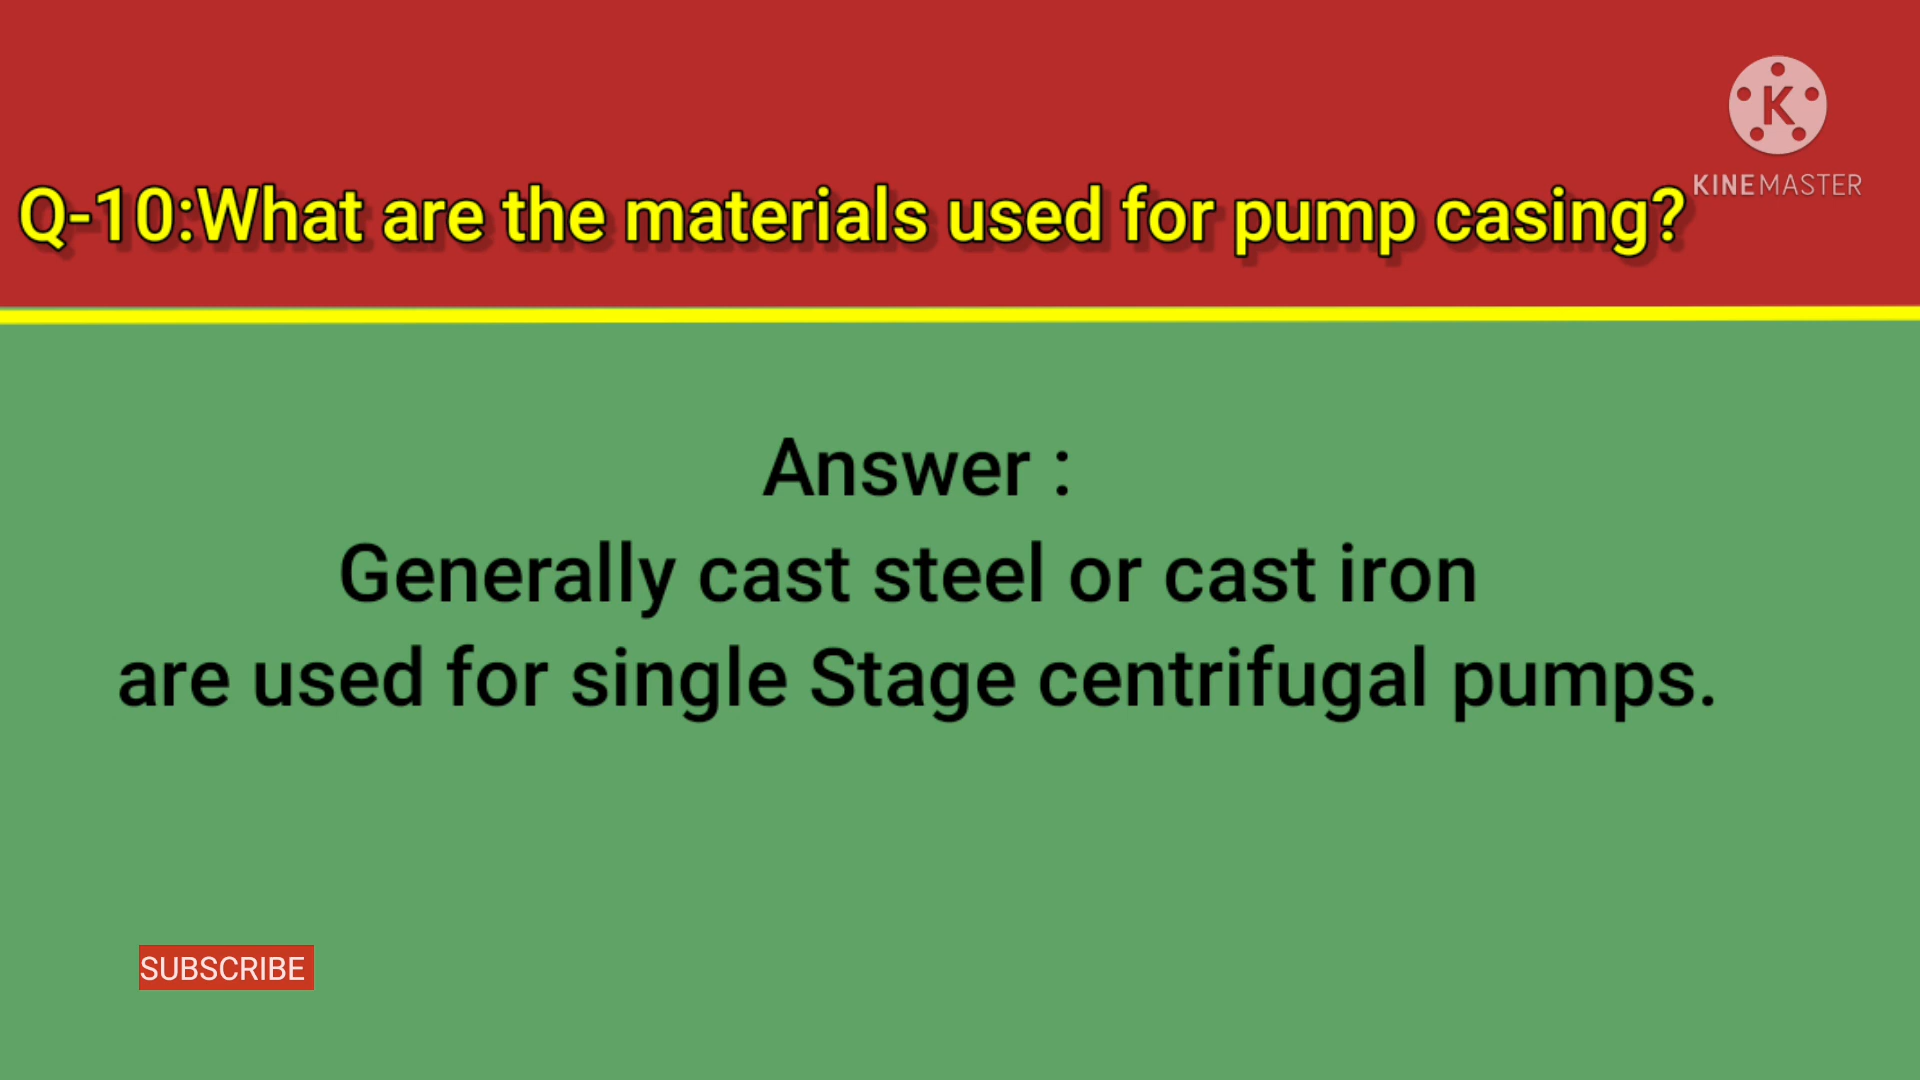 K
KINEMASTER
Q-10:What are the materials used for pump casing?
Answer :
Generally cast steel or cast iron
are used for single Stage centrifugal pumps.
SUBSCRIBE